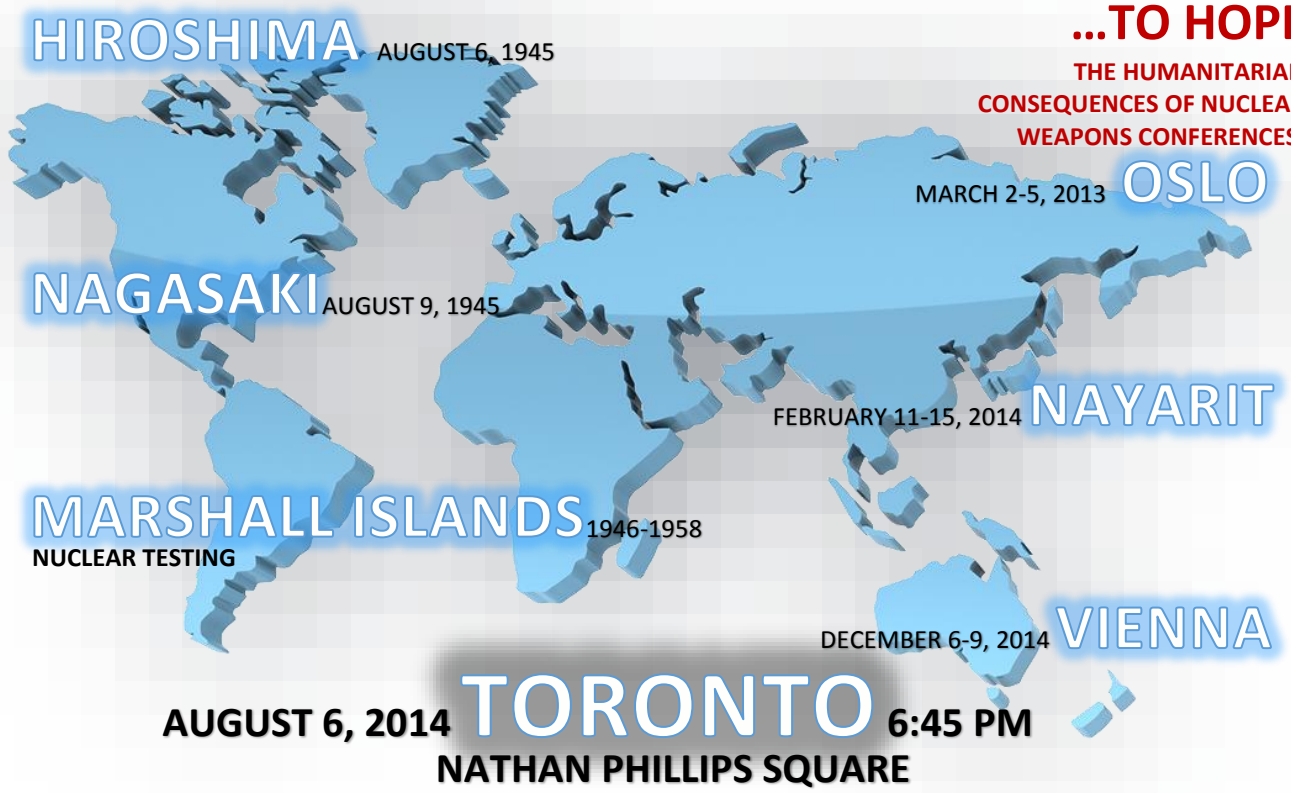 HIROSHIMA AUGUST 6, 1945
NAGASAKI AUGUST 9, 1945
MARSHALL ISLANDS 1946-1958
NUCLEAR TESTING
...TO HOP
THE HUMANITARIA
CONSEQUENCES OF NUCLEA
WEAPONS CONFERENCES
MARCH 2-5, 2013 OSLO
FEBRUARY 11-15, 2014 NAYARIT
DECEMBER 6-9, 2014 VIENNA
AUGUST 6, 2014 TORONTO 6:45 PM
NATHAN PHILLIPS SQUARE